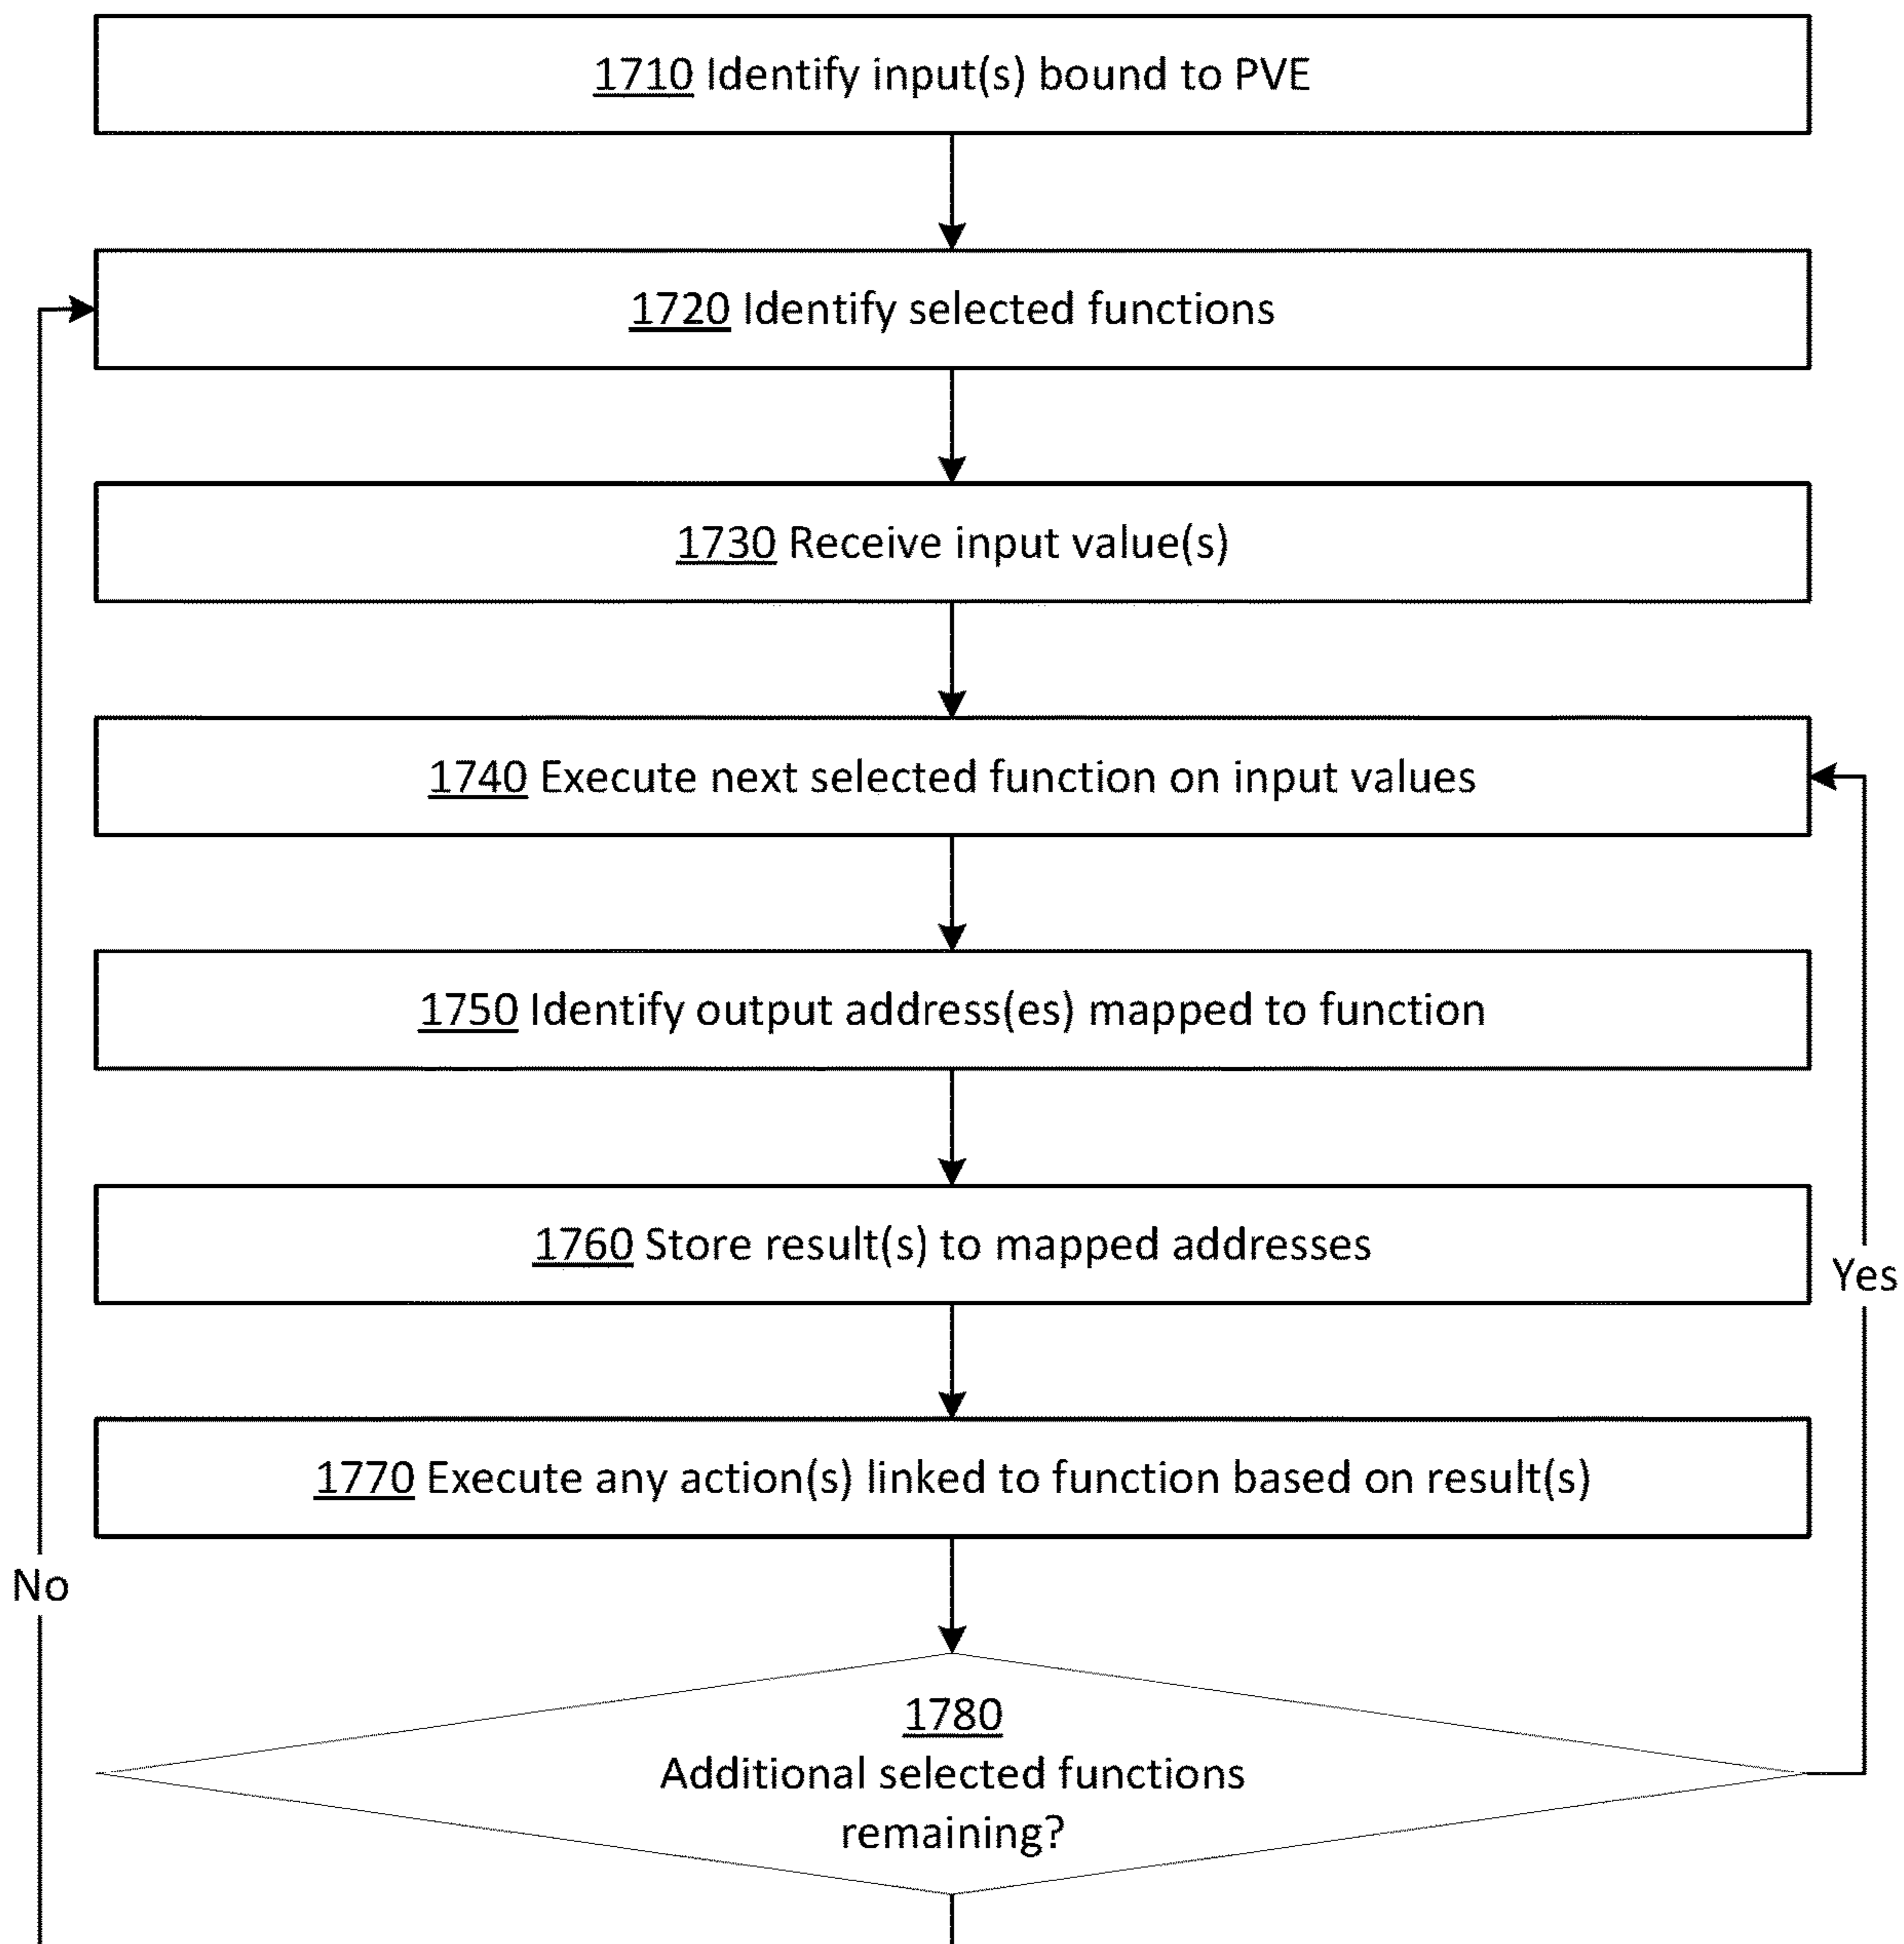 1710 Identify input(s) bound to PVE
1720 Identify selected functions
1730 Receive input value(s)
1740 Execute next selected function on input values
1750 Identify output address(es) mapped to function
1760 Store result(s) to mapped addresses
Yes
1770 Execute any action(s) linked to function based on result(s)
No
1780
Additional selected functions
remaining?